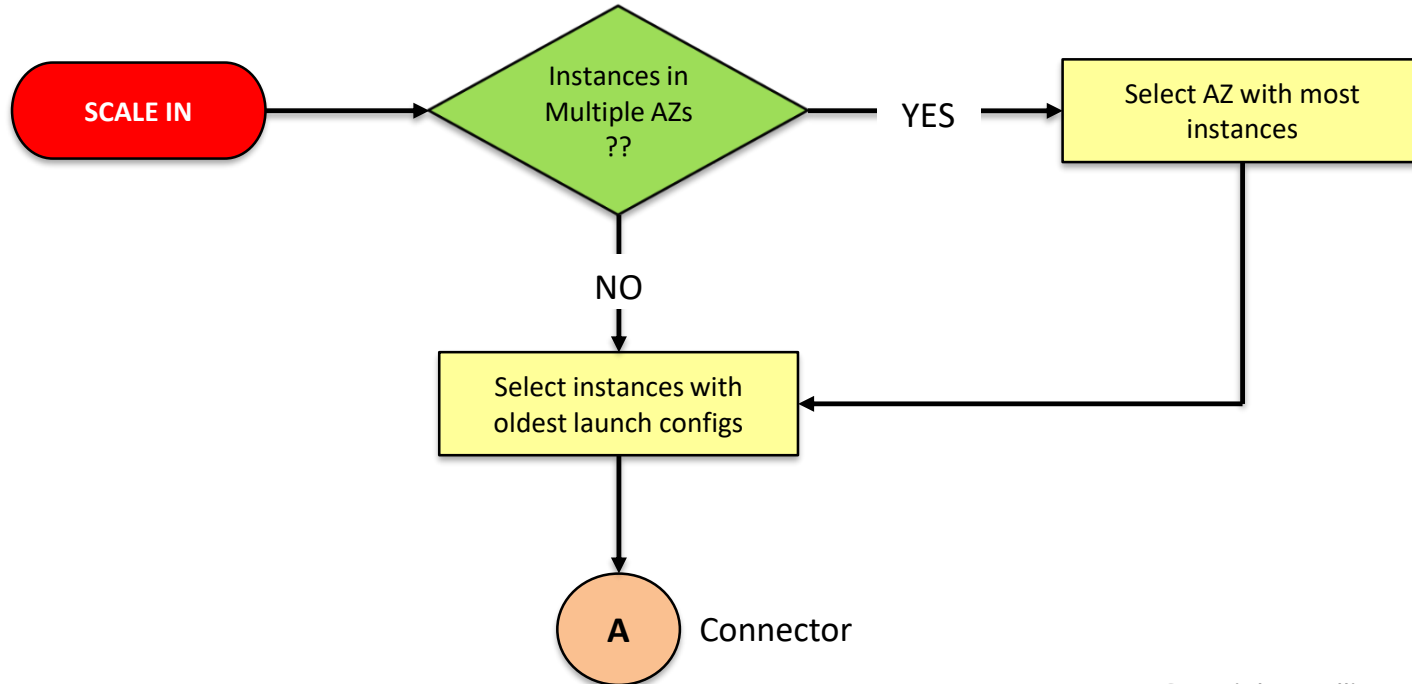 SCALE IN
Instances in
Multiple AZs
??
YES
Select AZ with most
instances
NO
Select instances with
oldest launch configs
A
Connector